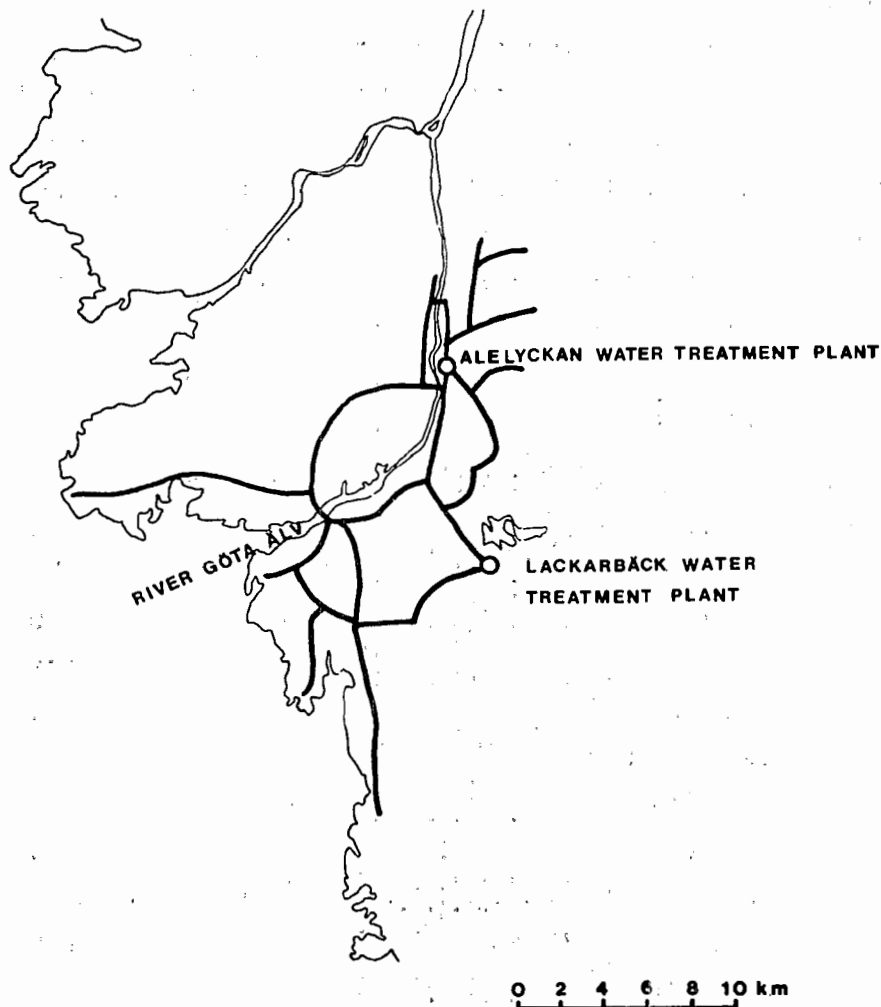 ALELYCKAN WATER TREATMENT PLANT
RIVER GÖTA ÄLV
LACKARBÄCK WATER
TREATMENT PLANT
0 2 4 6 8 10 km